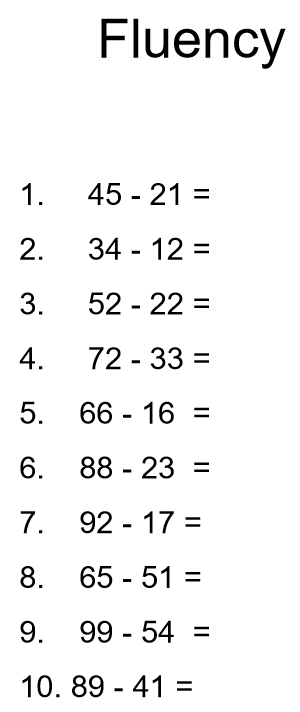 Fluency
1. 45 - 21 =
2. 34 - 12 =
3. 52 - 22 =
4. 72 - 33 =
5. 66 - 16 =
6. 88 - 23 =
7. 92 - 17 =
8. 65 - 51 =
9. 99 - 54 =
10. 89 - 41 =